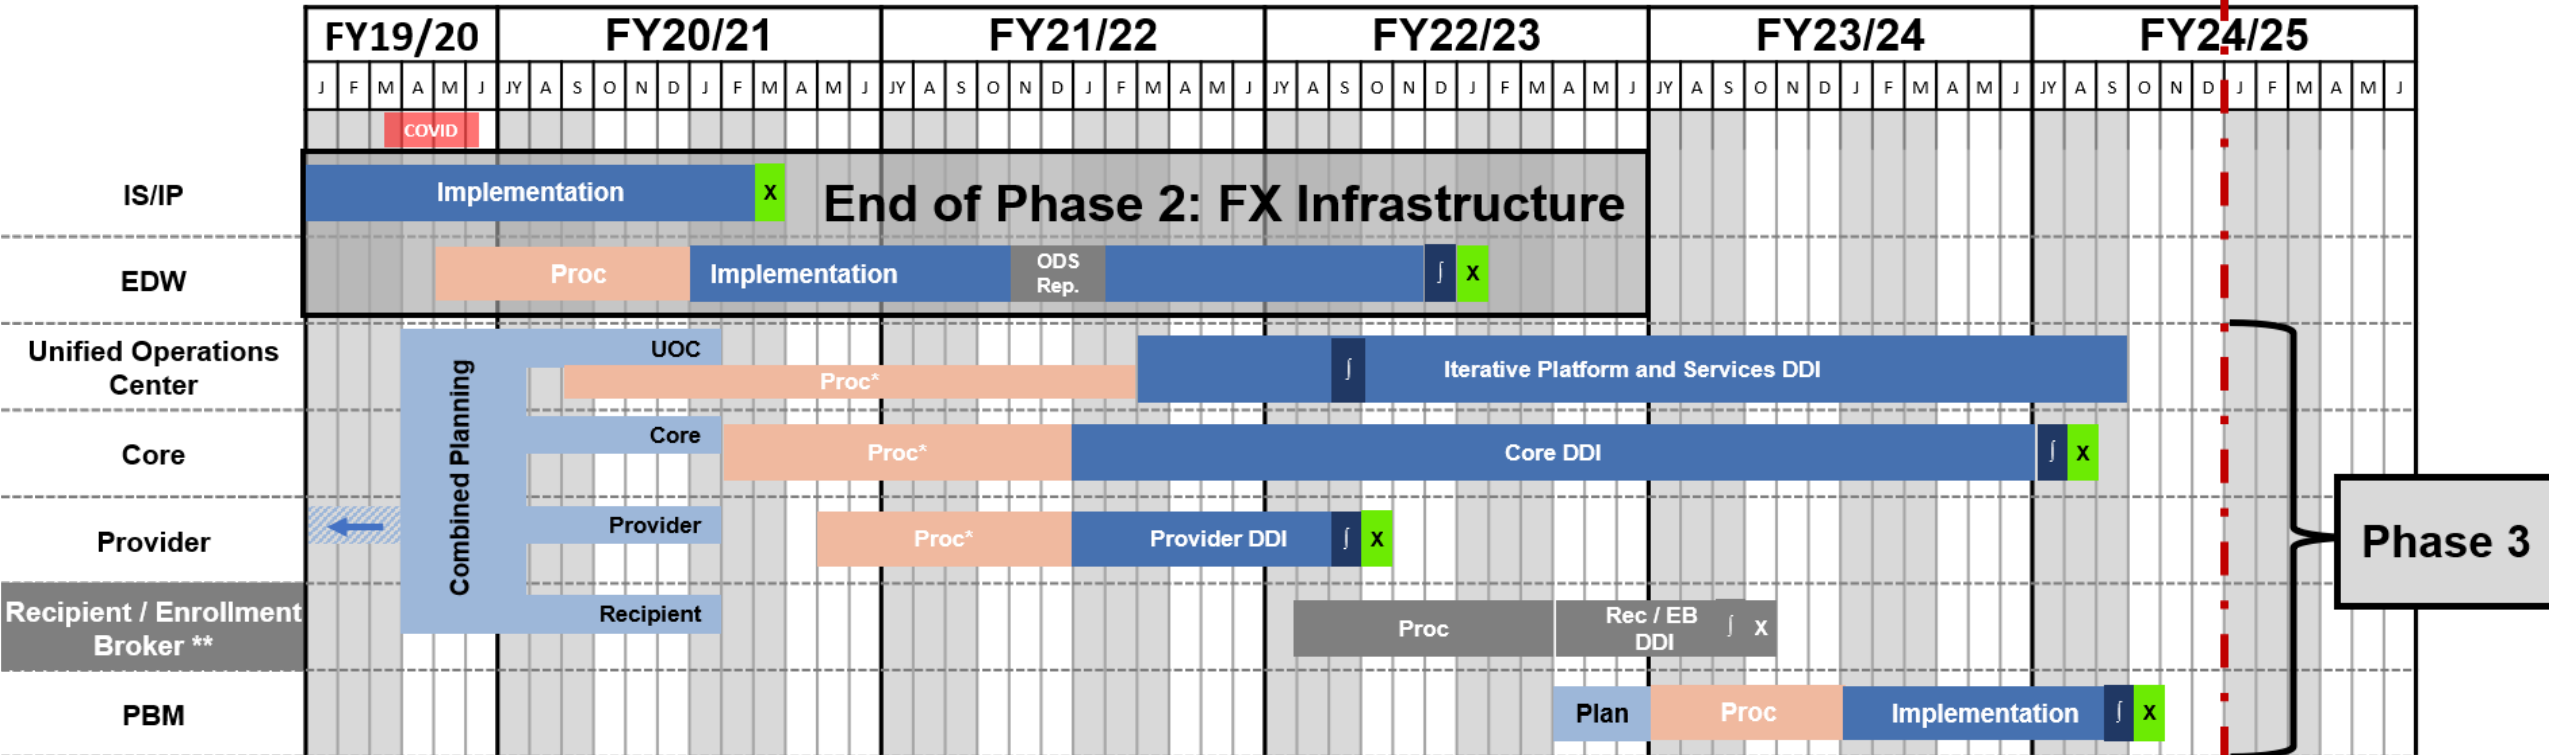 FY19/20 FY20/21 FY21/22 FY22/23 FY23/24 FY24/25
J F M A M J JY A S O N D J F M A M J JY A S O N D J F M A M J JY A S O N D J F M A M J JY A S O N D J F M A M J JY A S O N D J F M A M J
COVID
IS/IP Implementation X End of Phase 2: FX Infrastructure
EDW Proc Implementation ODS ∫ X
Rep.
Unified Operations
Center
UOC
Proc*
∫ Iterative Platform and Services DDI
Combined Planning
Core Core Proc* Core DDI ∫ X
Provider Provider Proc* Provider DDI ∫ X
Phase 3
Recipient / Enrollment
Broker **
Recipient
Proc
Rec / EB
DDI
∫ X
PBM Plan Proc Implementation ∫ X